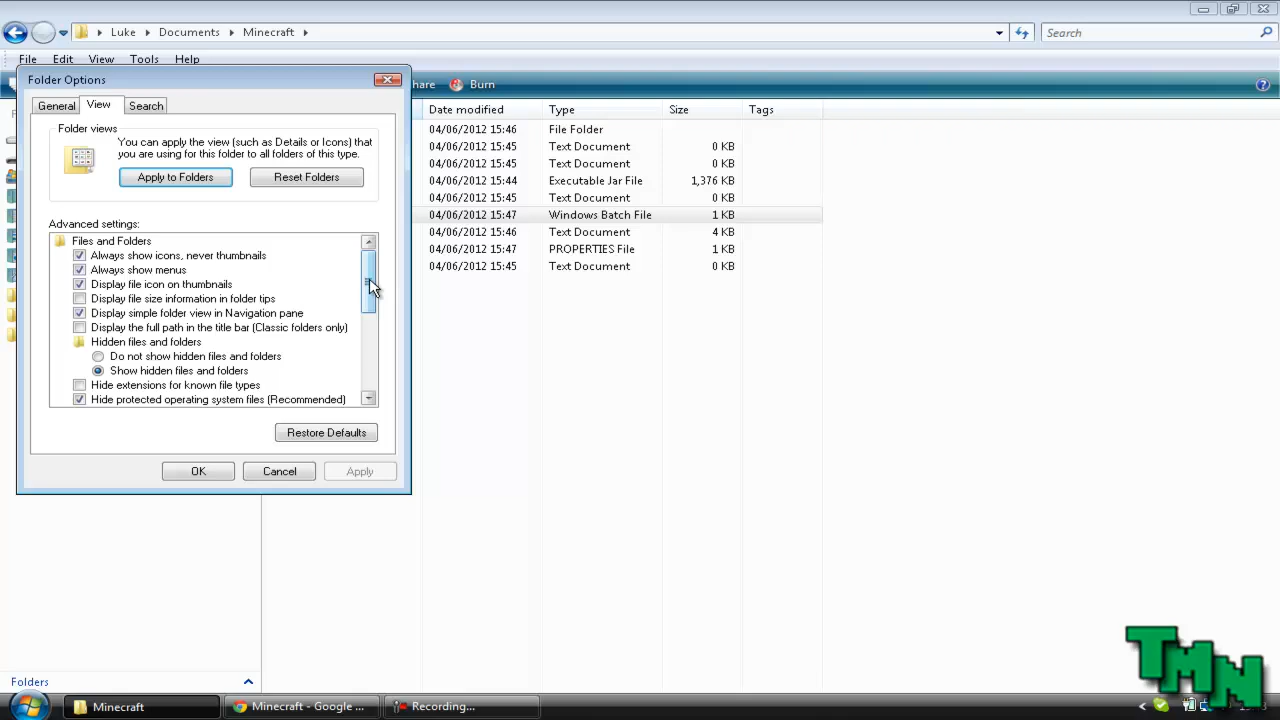 Luke
Documents
Minecraft
Search
File
Edit
View
Tools
Help
Folder Options
hare
Burn
General
View
Search
Date modified
Type
Size
Tags
Folder views
You can apply the view (such as Details or Icons) that
you are using for this folder to all folders of this type.
Apply to Folders
Reset Folders
Advanced settings:
Files and Folders
Always show icons, never thumbnails
Always show menus
Display file icon on thumbnails
Display file size information in folder tips
Display simple folder view in Navigation pane
Display the full path in the title bar (Classic folders only)
Hidden files and folders
Do not show hidden files and folders
Show hidden files and folders
Hide extensions for known file types
Hide protected operating system files (Recommended)
Restore Defaults
OK
Cancel
Apply
04/06/2012 15:46 File Folder
04/06/2012 15:45 Text Document 0 KB
04/06/2012 15:45 Text Document 0 KB
04/06/2012 15:44 Executable Jar File 1,376 KB
04/06/2012 15:45 Text Document 0 KB
04/06/2012 15:47 Windows Batch File 1 KB
04/06/2012 15:46 Text Document 4 KB
04/06/2012 15:47 PROPERTIES File 1 KB
04/06/2012 15:45 Text Document 0 KB
Folders
TMN
Minecraft
Minecraft - Google ...
Recording...